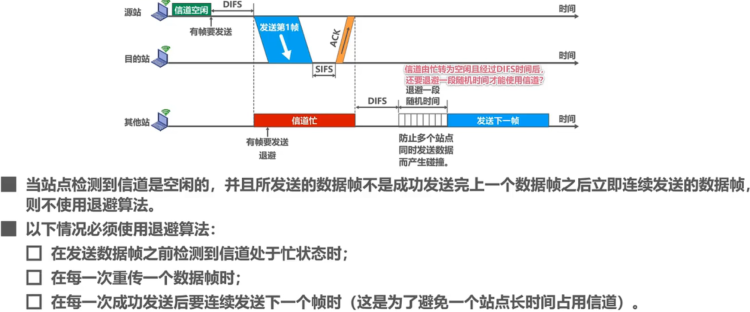 源站
信道空闲
DIFS
时间
有帧要发送
发送第1帧
ACK
目的站
SIFS
时间
信道由忙转为空闲且经过DIFS时间后,
还要退避一段随机时间才能使用信道?
退避一段
随机时间
DIFS
其他站
信道忙
发送下一帧
时间
有帧要发送
退避
防止多个站点
同时发送数据
而产生碰撞。
■ 当站点检测到信道是空闲的，并且所发送的数据帧不是成功发送完上一个数据帧之后立即连续发送的数据帧，
则不使用退避算法。
■ 以下情况必须使用退避算法：
□ 在发送数据帧之前检测到信道处于忙状态时；
□ 在每一次重传一个数据帧时；
□ 在每一次成功发送后要连续发送下一个帧时（这是为了避免一个站点长时间占用信道）。